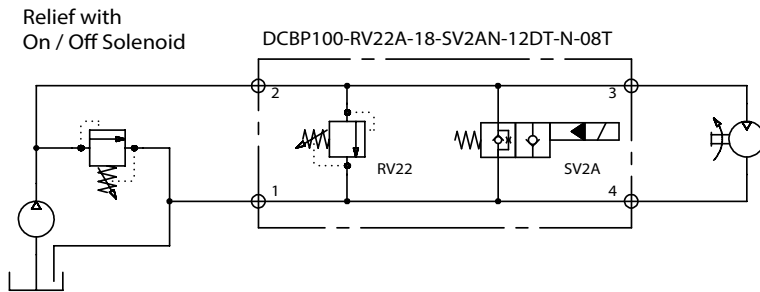 Relief with
On / Off Solenoid
DCBP100-RV22A-18-SV2AN-12DT-N-08T
2
3
RV22
SV2A
1
4